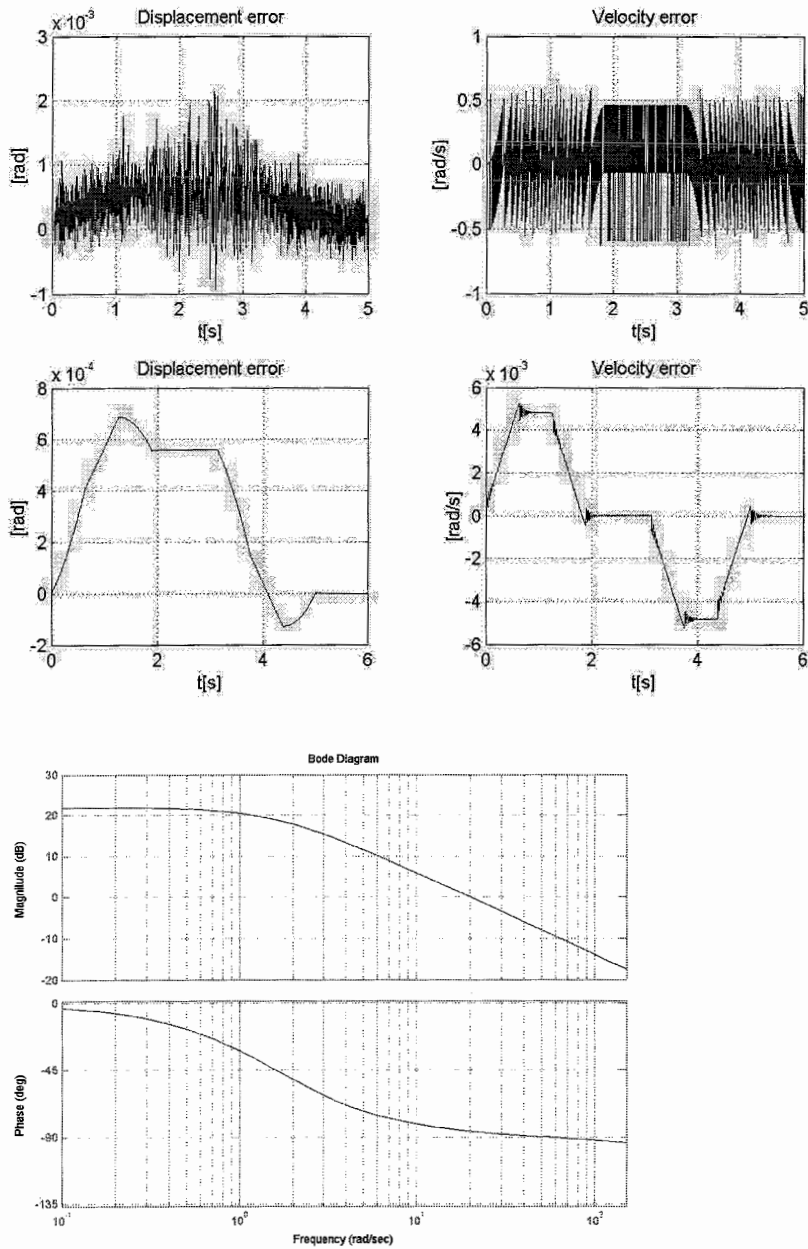 Displacement error
x 10^-3
3
2
1
0
-1
[rad]
0 1 2 3 4 5
t[s]
Velocity error
1
0.5
0
-0.5
-1
[rad/s]
0 1 2 3 4 5
t[s]
Displacement error
x 10^-4
8
6
4
2
0
-2
[rad]
0 2 4 6
t[s]
Velocity error
x 10^-3
6
4
2
0
-2
-4
-6
[rad/s]
0 2 4 6
t[s]
Bode Diagram
30
20
10
0
-10
-20
Magnitude (dB)
0
-45
-90
-135
Phase (deg)
10^-1 10^0 10^1 10^2
Frequency (rad/sec)